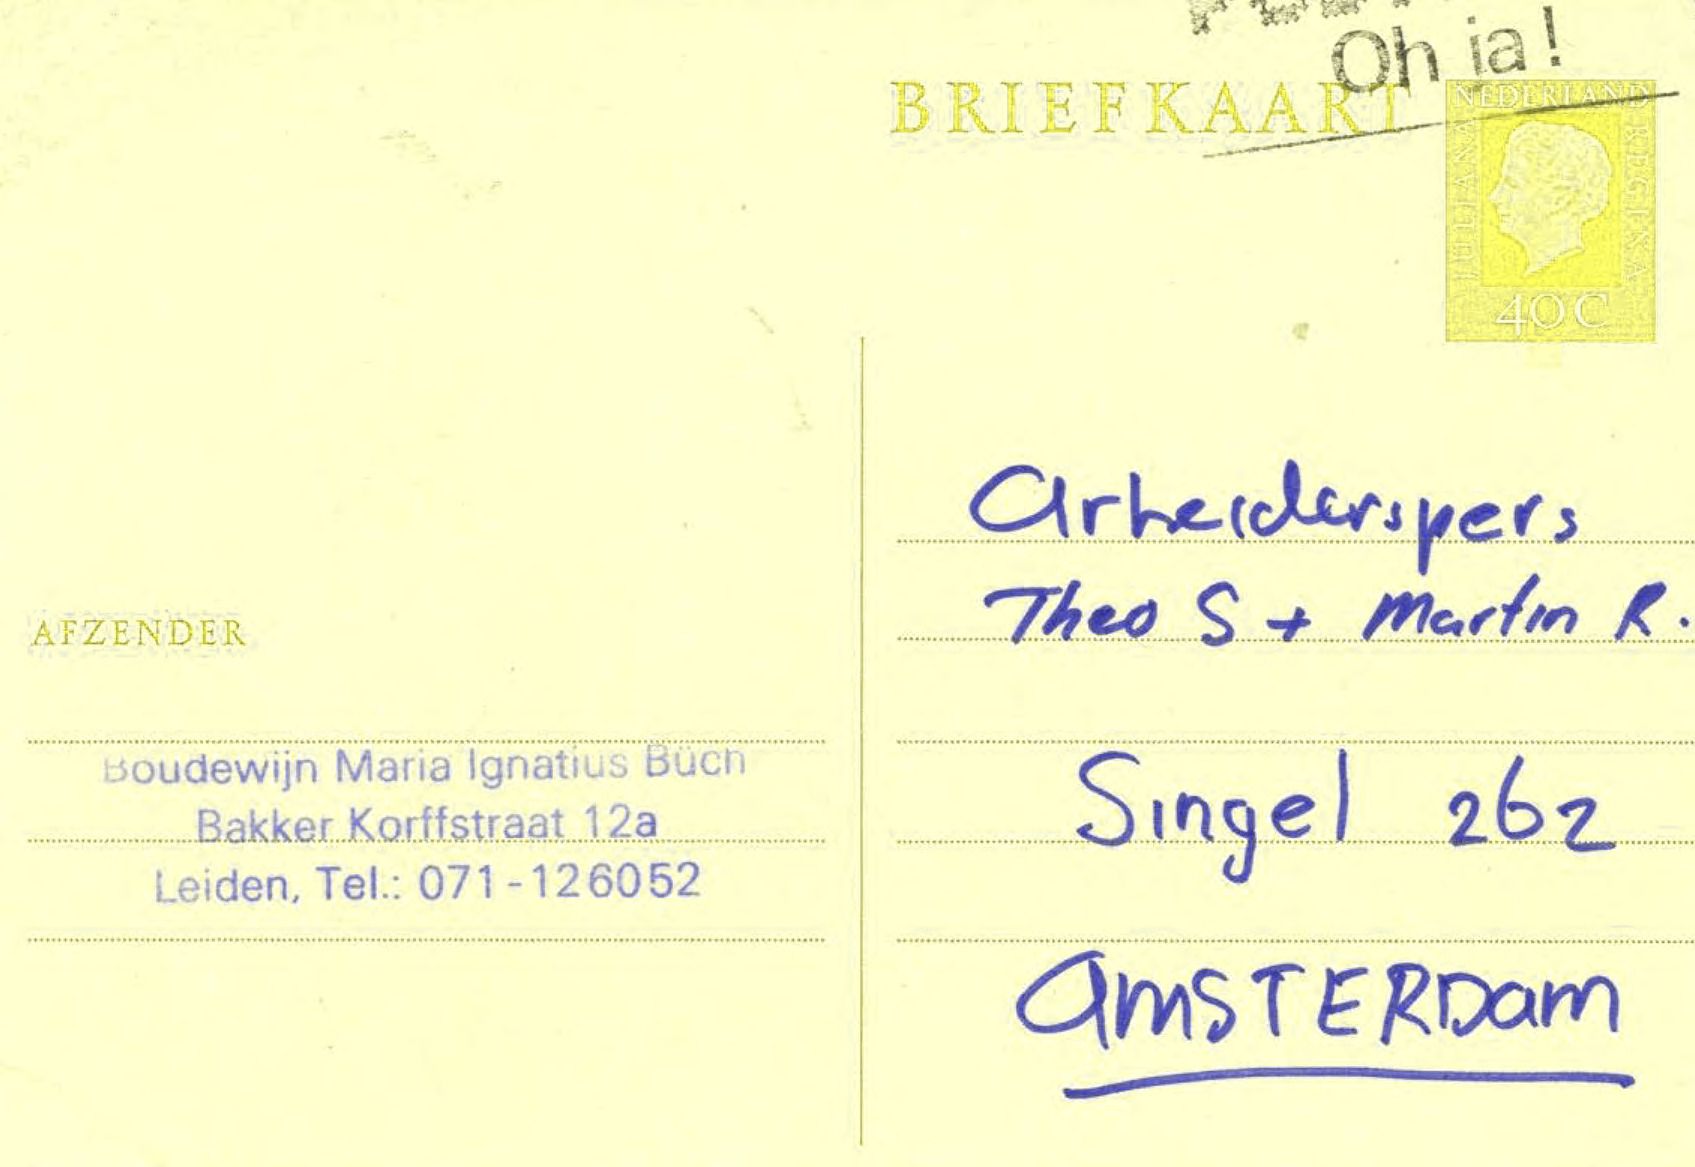 Oh ja!
BRIEFKAART
NEDERLAND
JULIANA
REGINA
40 C
Arbeiderspers
Theo S + Martin R.
AFZENDER
Boudewijn Maria Ignatius Büch
Bakker Korffstraat 12a
Leiden, Tel.: 071-126052
Singel 262
AMSTERDam